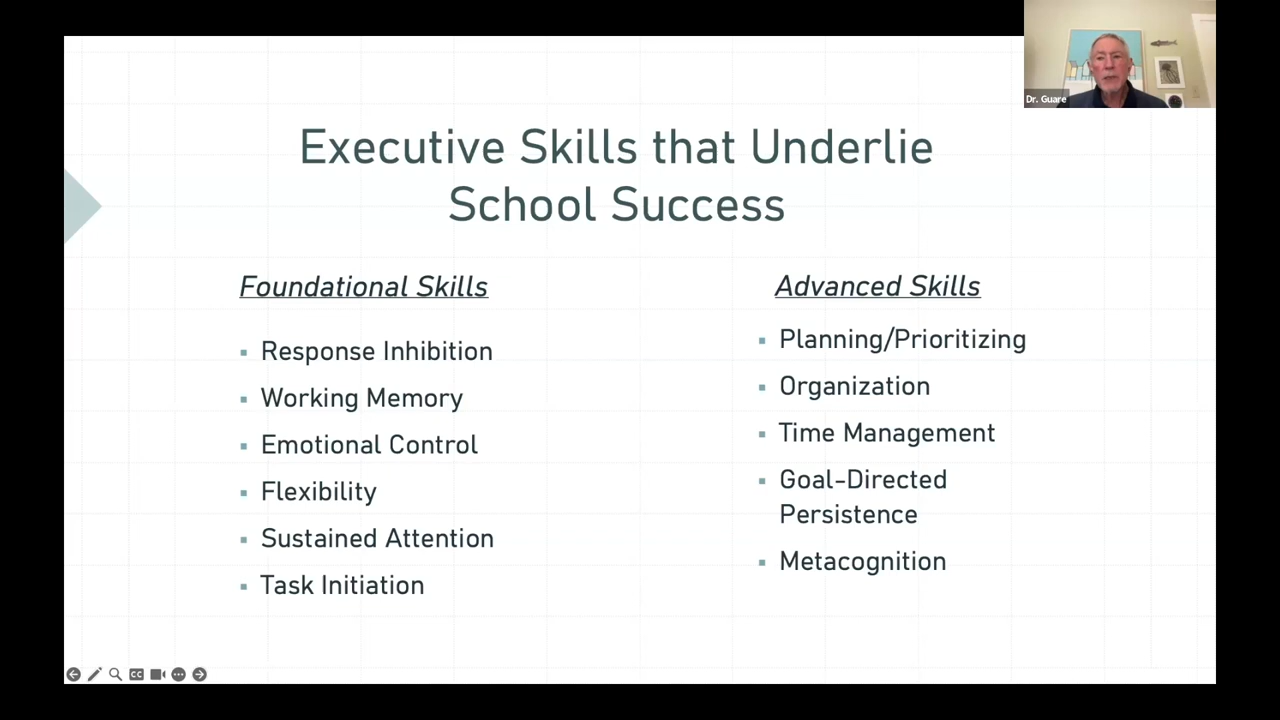 Dr. Guare
Executive Skills that Underlie
School Success
Foundational Skills
Response Inhibition
Working Memory
Emotional Control
Flexibility
Sustained Attention
Task Initiation
Advanced Skills
Planning/Prioritizing
Organization
Time Management
Goal-Directed
Persistence
Metacognition
CC